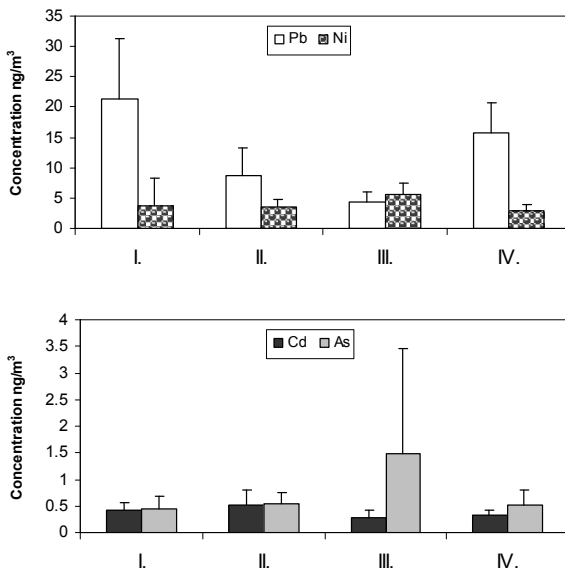 35
30
25
20
15
10
5
0
Concentration ng/m³
Pb Ni
I. II. III. IV.
4
3.5
3
2.5
2
1.5
1
0.5
0
Concentration ng/m³
Cd As
I. II. III. IV.